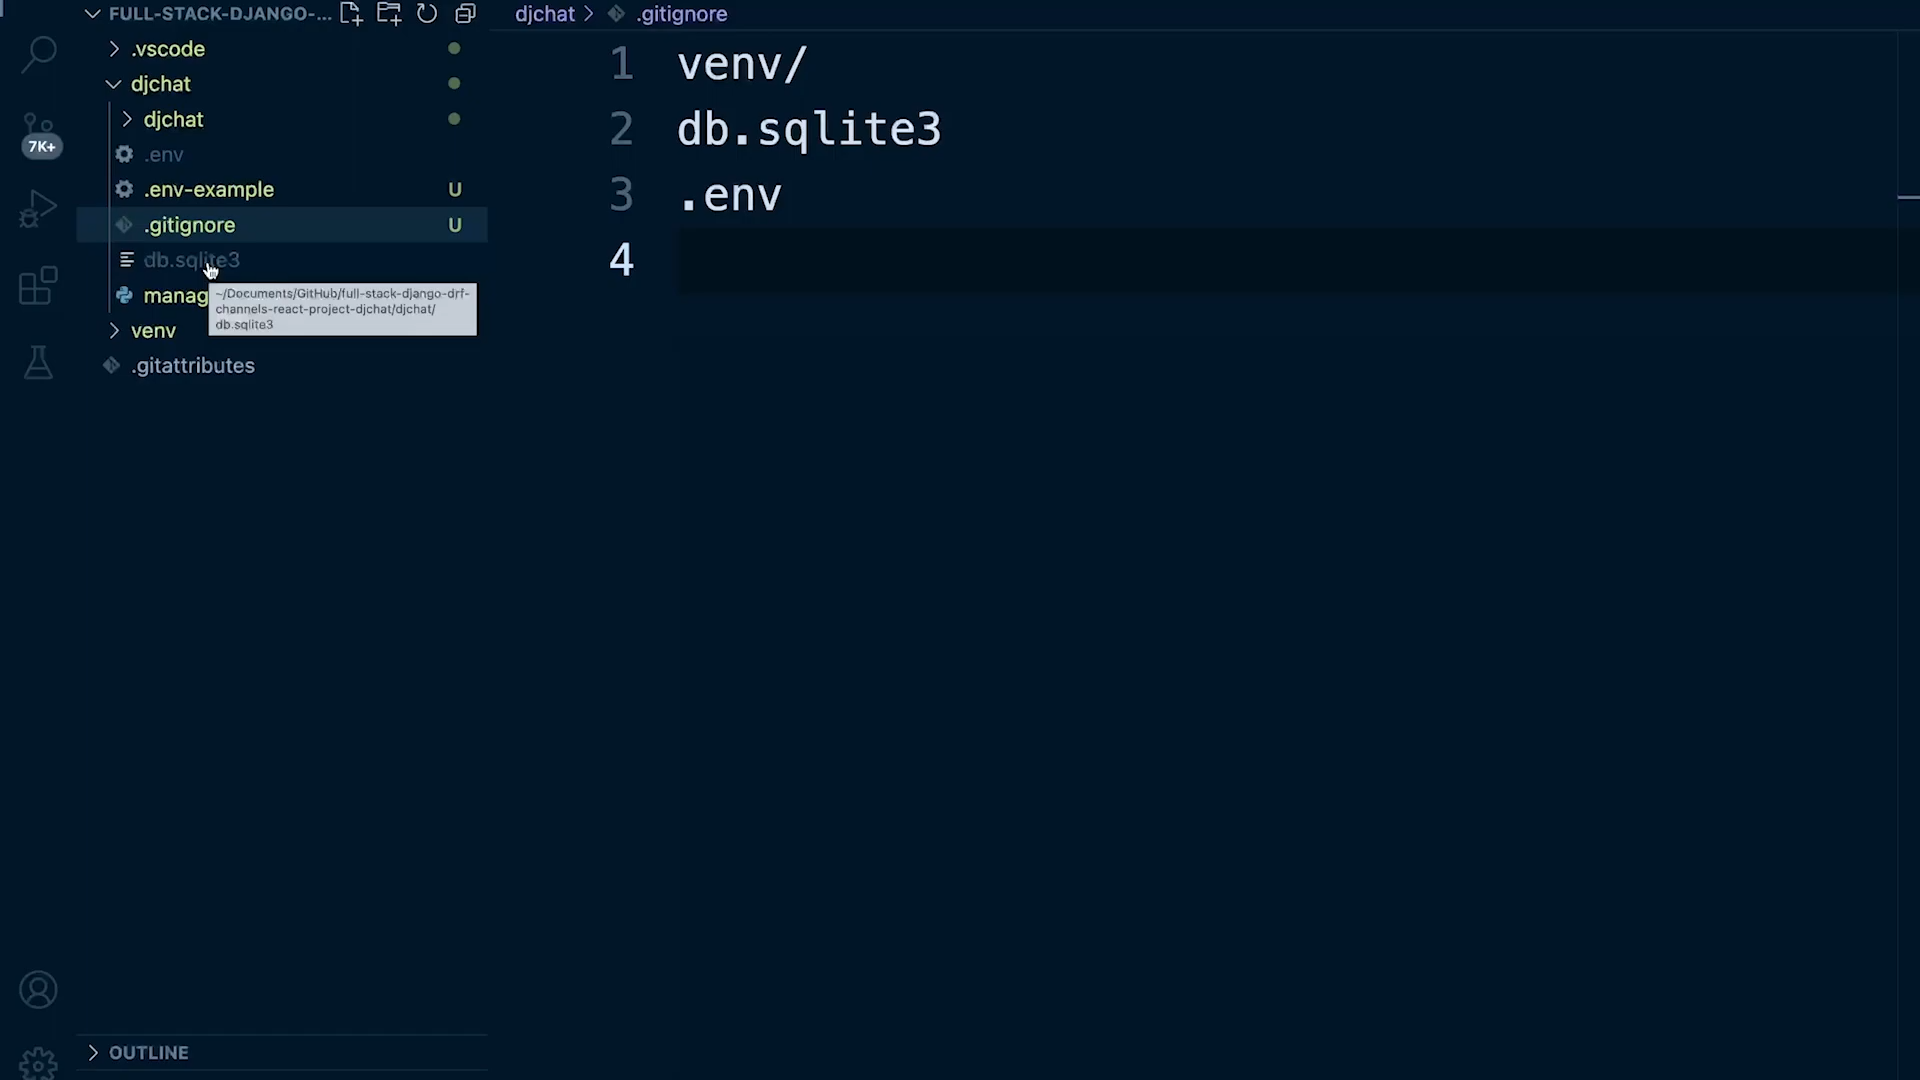 FULL-STACK-DJANGO-...
.vscode
djchat
djchat
.env
.env-example U
.gitignore U
db.sqlite3
manag
~/Documents/GitHub/full-stack-django-drf-
channels-react-project-djchat/djchat/
db.sqlite3
venv
.gitattributes
OUTLINE
7K+
djchat > .gitignore
1 venv/
2 db.sqlite3
3 .env
4